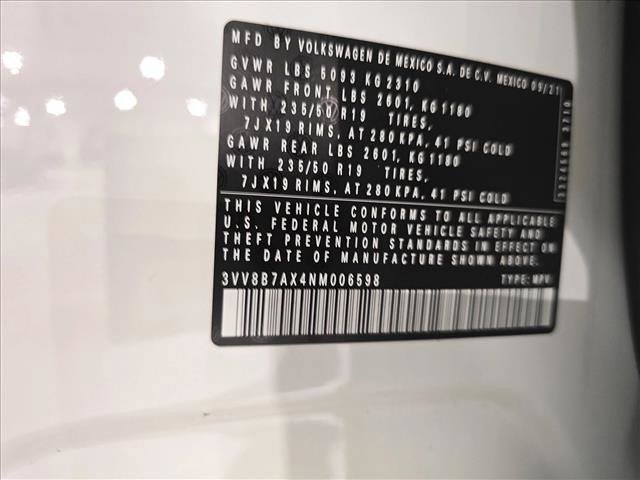 MFD BY VOLKSWAGEN DE MEXICO S.A. DE C.V. MEXICO 09/21
GVWR LBS 5093 KG 2310
GAWR FRONT LBS 2601, KG 1180
WITH 235/50 R19 TIRES,
7JX19 RIMS, AT 280 KPA, 41 PSI COLD
GAWR REAR LBS 2601, KG 1180
WITH 235/50 R19 TIRES,
7JX19 RIMS, AT 280 KPA, 41 PSI COLD
THIS VEHICLE CONFORMS TO ALL APPLICABLE
U.S. FEDERAL MOTOR VEHICLE SAFETY AND
THEFT PREVENTION STANDARDS IN EFFECT ON
THE DATE OF MANUFACTURE SHOWN ABOVE.
3VV8B7AX4NM006598 TYPE: MPV